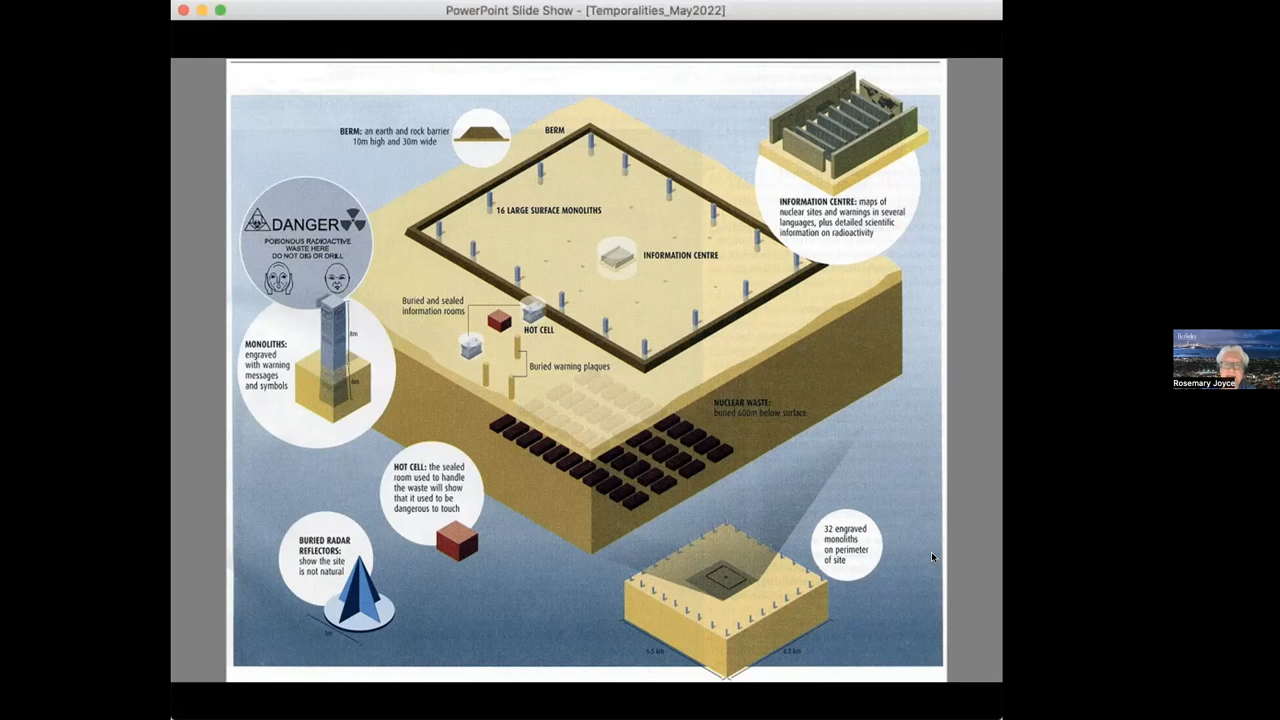 PowerPoint Slide Show - [Temporalities_May2022]
BERM: an earth and rock barrier
10m high and 30m wide
BERM
16 LARGE SURFACE MONOLITHS
INFORMATION CENTRE
INFORMATION CENTRE: maps of
nuclear sites and warnings in several
languages, plus detailed scientific
information on radioactivity
DANGER
POISONOUS RADIOACTIVE
WASTE HERE
DO NOT DIG OR DRILL
MONOLITHS:
engraved
with warning
messages
and symbols
8m
Buried and sealed
information rooms
HOT CELL
Buried warning plaques
NUCLEAR WASTE:
buried 600m below surface
HOT CELL: the sealed
room used to handle
the waste will show
that it used to be
dangerous to touch
BURIED RADAR
REFLECTORS:
show the site
is not natural
32 engraved
monoliths
on perimeter
of site
Berkeley
Rosemary Joyce